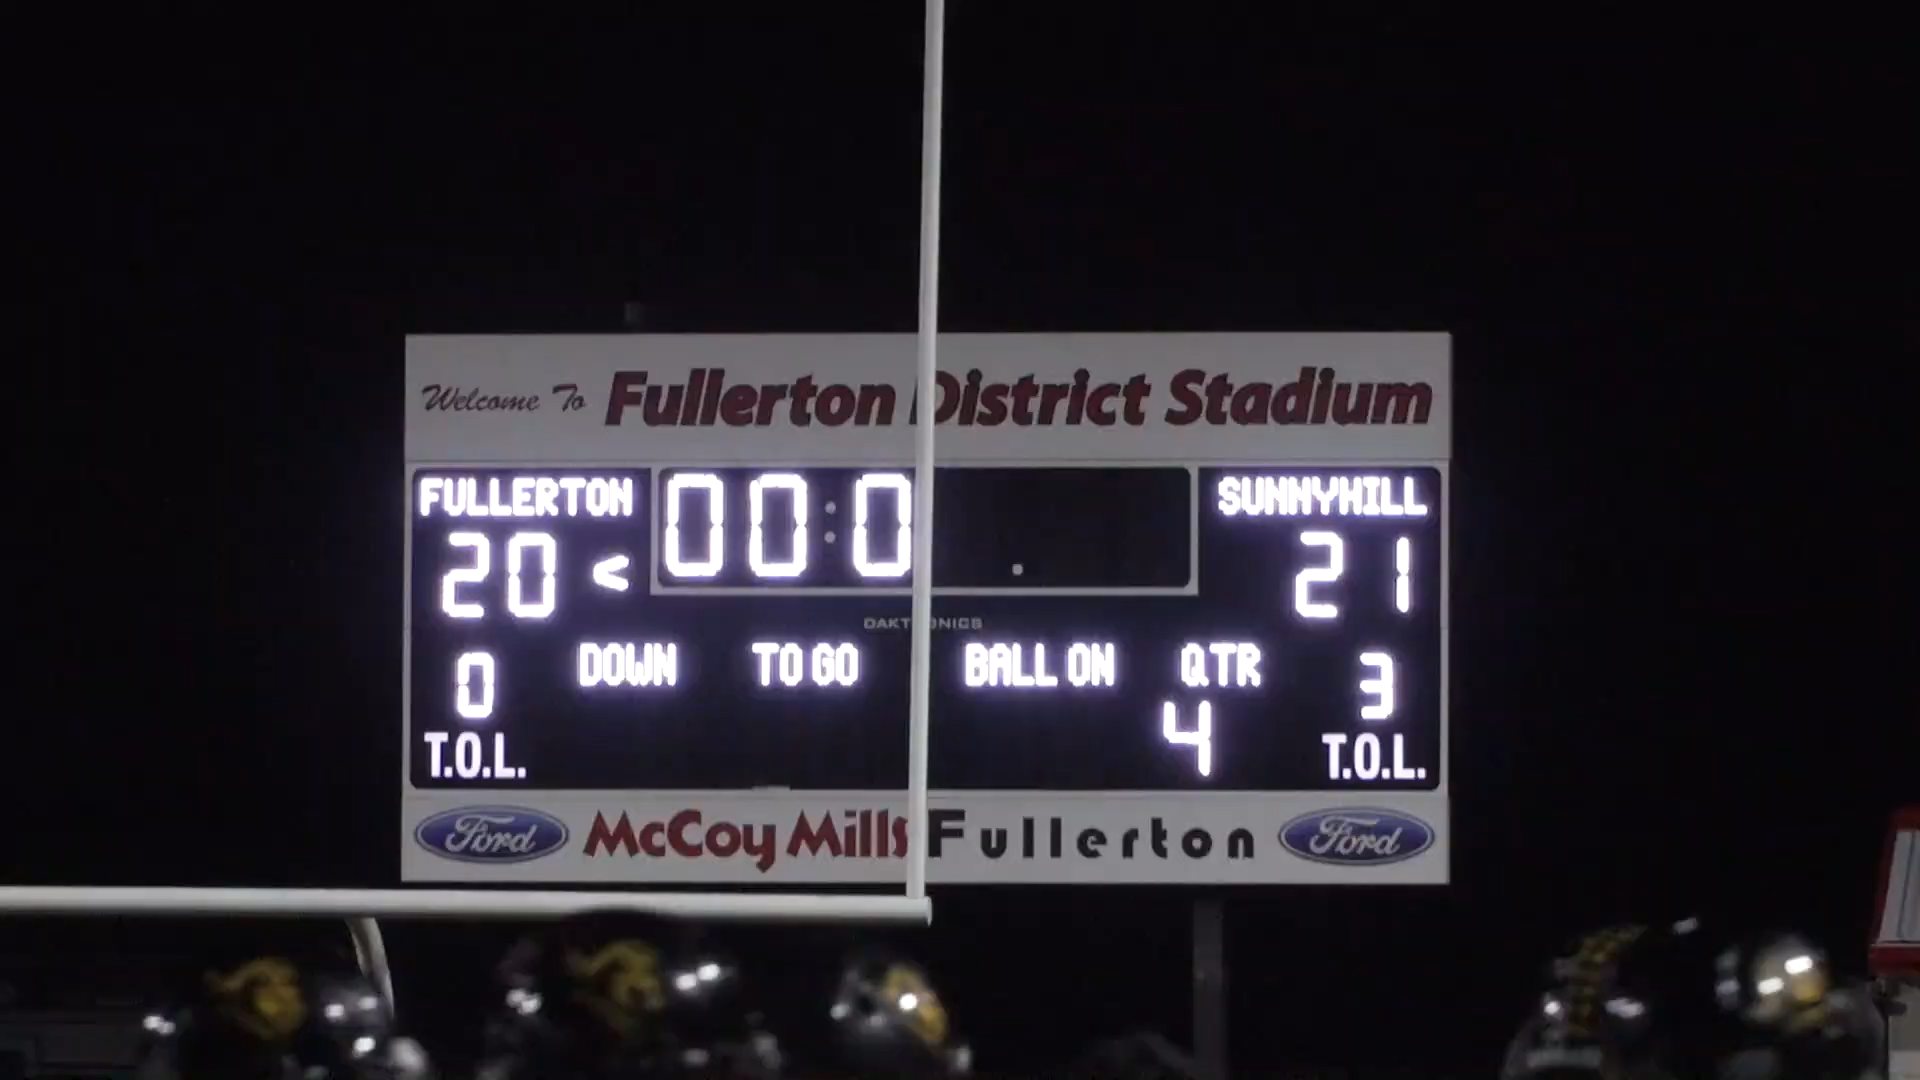 Welcome To Fullerton District Stadium
FULLERTON 00:0 SUNNYHILL
20 < . 21
DAKTRONICS
0 DOWN TO GO BALL ON QTR 3
4
T.O.L. T.O.L.
Ford McCoy Mills Fullerton Ford